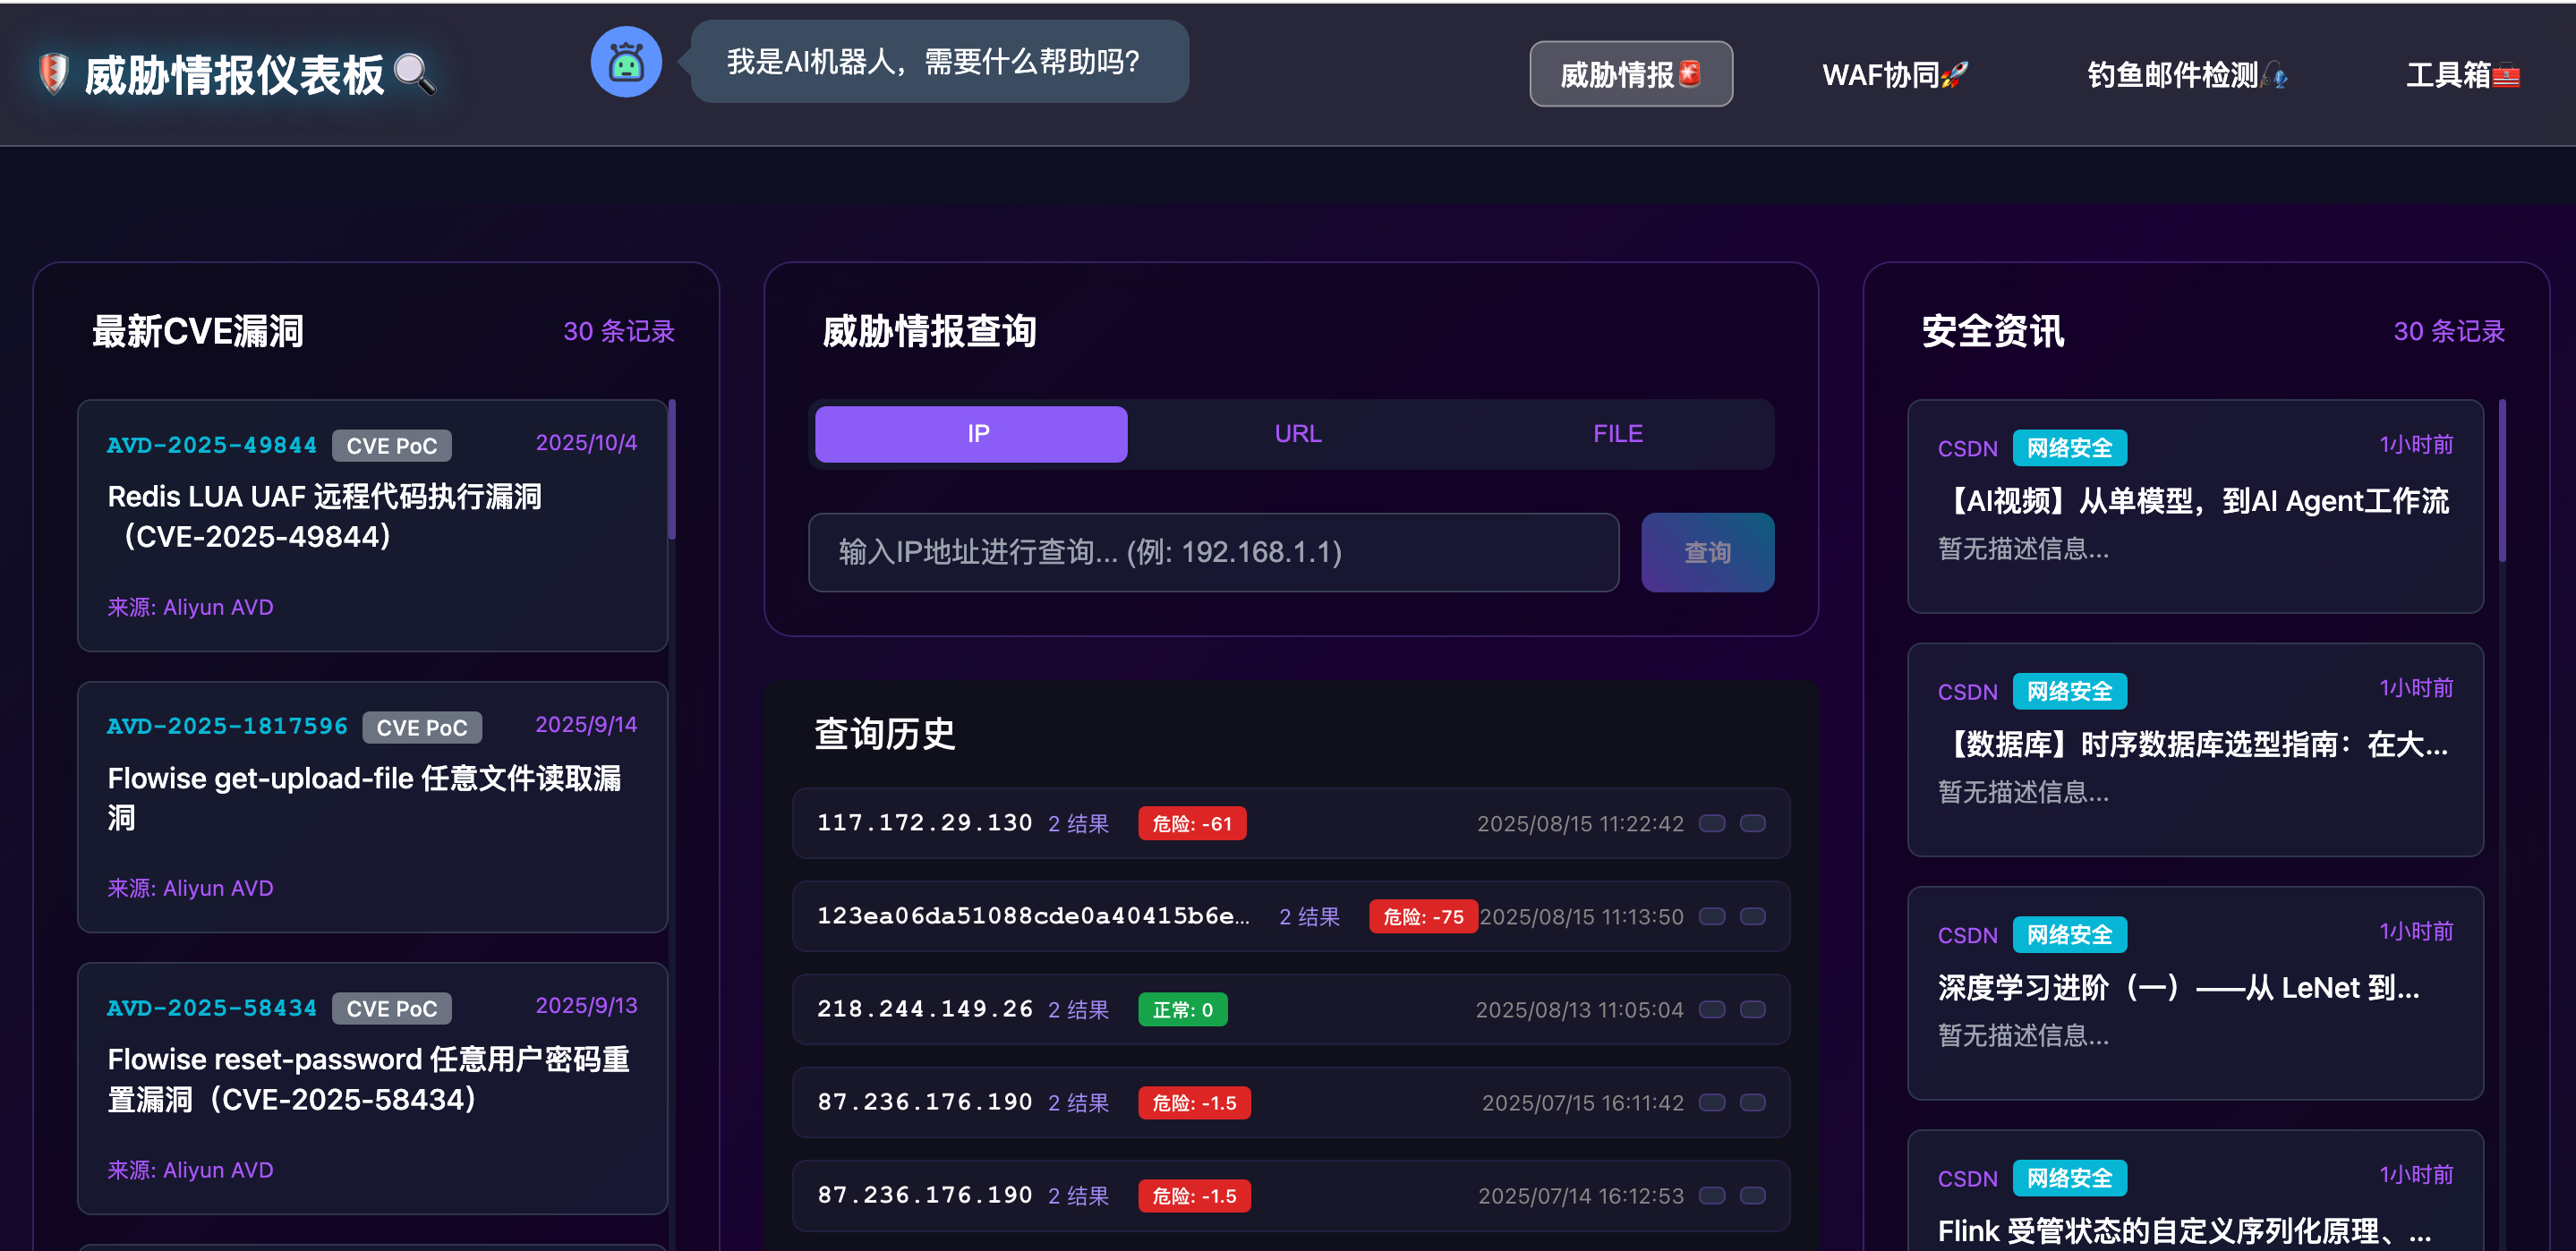 威胁情报仪表板
我是AI机器人，需要什么帮助吗？
威胁情报
WAF协同
钓鱼邮件检测
工具箱
最新CVE漏洞
30 条记录
AVD-2025-49844 CVE PoC 2025/10/4
Redis LUA UAF 远程代码执行漏洞
（CVE-2025-49844）
来源: Aliyun AVD
AVD-2025-1817596 CVE PoC 2025/9/14
Flowise get-upload-file 任意文件读取漏
洞
来源: Aliyun AVD
AVD-2025-58434 CVE PoC 2025/9/13
Flowise reset-password 任意用户密码重
置漏洞（CVE-2025-58434）
来源: Aliyun AVD
威胁情报查询
IP URL FILE
输入IP地址进行查询... (例: 192.168.1.1)
查询
查询历史
117.172.29.130 2 结果 危险: -61 2025/08/15 11:22:42
123ea06da51088cde0a40415b6e... 2 结果 危险: -75 2025/08/15 11:13:50
218.244.149.26 2 结果 正常: 0 2025/08/13 11:05:04
87.236.176.190 2 结果 危险: -1.5 2025/07/15 16:11:42
87.236.176.190 2 结果 危险: -1.5 2025/07/14 16:12:53
安全资讯
30 条记录
CSDN 网络安全 1小时前
【AI视频】从单模型，到AI Agent工作流
暂无描述信息...
CSDN 网络安全 1小时前
【数据库】时序数据库选型指南：在大...
暂无描述信息...
CSDN 网络安全 1小时前
深度学习进阶（一）——从 LeNet 到...
暂无描述信息...
CSDN 网络安全 1小时前
Flink 受管状态的自定义序列化原理、...